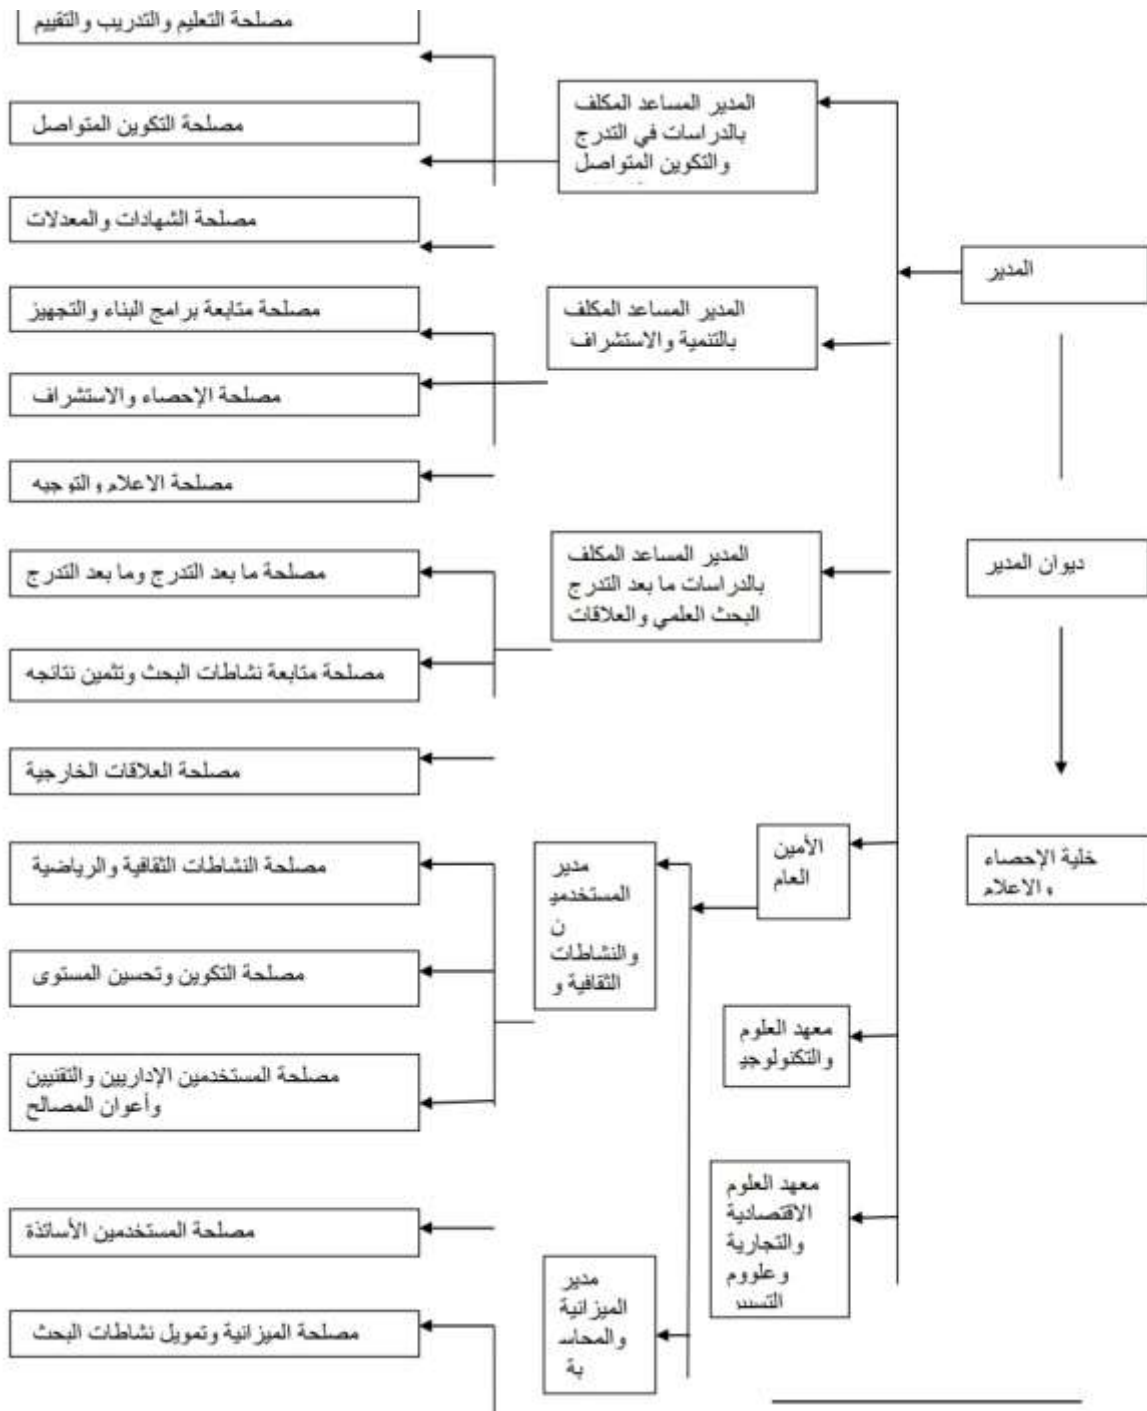 مصلحة التعليم والتدريب والتقييم
المدير المساعد المكلف
بالدراسات في التدرج
والتكوين المتواصل
مصلحة التكوين المتواصل
مصلحة الشهادات والمعدلات
المدير
المدير المساعد المكلف
بالتنمية والاستشراف
مصلحة متابعة برامج البناء والتجهيز
مصلحة الإحصاء والاستشراف
مصلحة الاعلام والتوجيه
المدير المساعد المكلف
بالدراسات ما بعد التدرج
البحث العلمي والعلاقات
ديوان المدير
مصلحة ما بعد التدرج وما بعد التدرج
مصلحة متابعة نشاطات البحث وتثمين نتائجه
مصلحة العلاقات الخارجية
خلية الإحصاء
والاعلام
الأمين
العام
مدير
المستخدميـ
ن
والنشاطات
الثقافية و
مصلحة النشاطات الثقافية والرياضية
مصلحة التكوين وتحسين المستوى
معهد العلوم
والتكنولوجيـ
مصلحة المستخدمين الإداريين والتقنيين
وأعوان المصالح
معهد العلوم
الاقتصادية
والتجارية
وعلووم
التسيير
مصلحة المستخدمين الأساتذة
مدير
الميزانية
والمحاسـ
بة
مصلحة الميزانية وتمويل نشاطات البحث